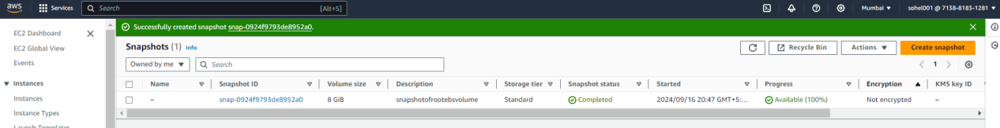 aws
Services
Search
[Alt+S]
Mumbai
sohel001 @ 7138-8183-1281
EC2 Dashboard
EC2 Global View
Events
Instances
Instances
Instance Types
Launch Templates
Successfully created snapshot snap-0924f9793de8952a0.
Snapshots (1) Info
Recycle Bin
Actions
Create snapshot
Owned by me
Search
1
Name Snapshot ID Volume size Description Storage tier Snapshot status Started Progress Encryption KMS key ID
– snap-0924f9793de8952a0 8 GiB snapshotofrootebsvolume Standard Completed 2024/09/16 20:47 GMT+5:... Available (100%) Not encrypted –